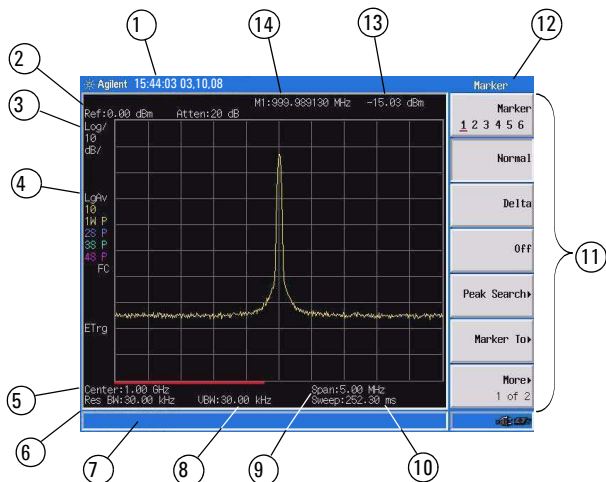 1
14
13
12
2
3
4
5
6
7
8
9
10
11
Agilent 15:44:03 03,10,08
Marker
M1:999.989130 MHz -15.03 dBm
Ref:0.00 dBm Atten:20 dB
Log/
10
dB/
LgAv
10
1W P
2S P
3S P
4S P
FC
ETrg
Center:1.00 GHz Span:5.00 MHz
Res BW:30.00 kHz VBW:30.00 kHz Sweep:252.30 ms
Marker
1 2 3 4 5 6
Normal
Delta
Off
Peak Search
Marker To
More
1 of 2